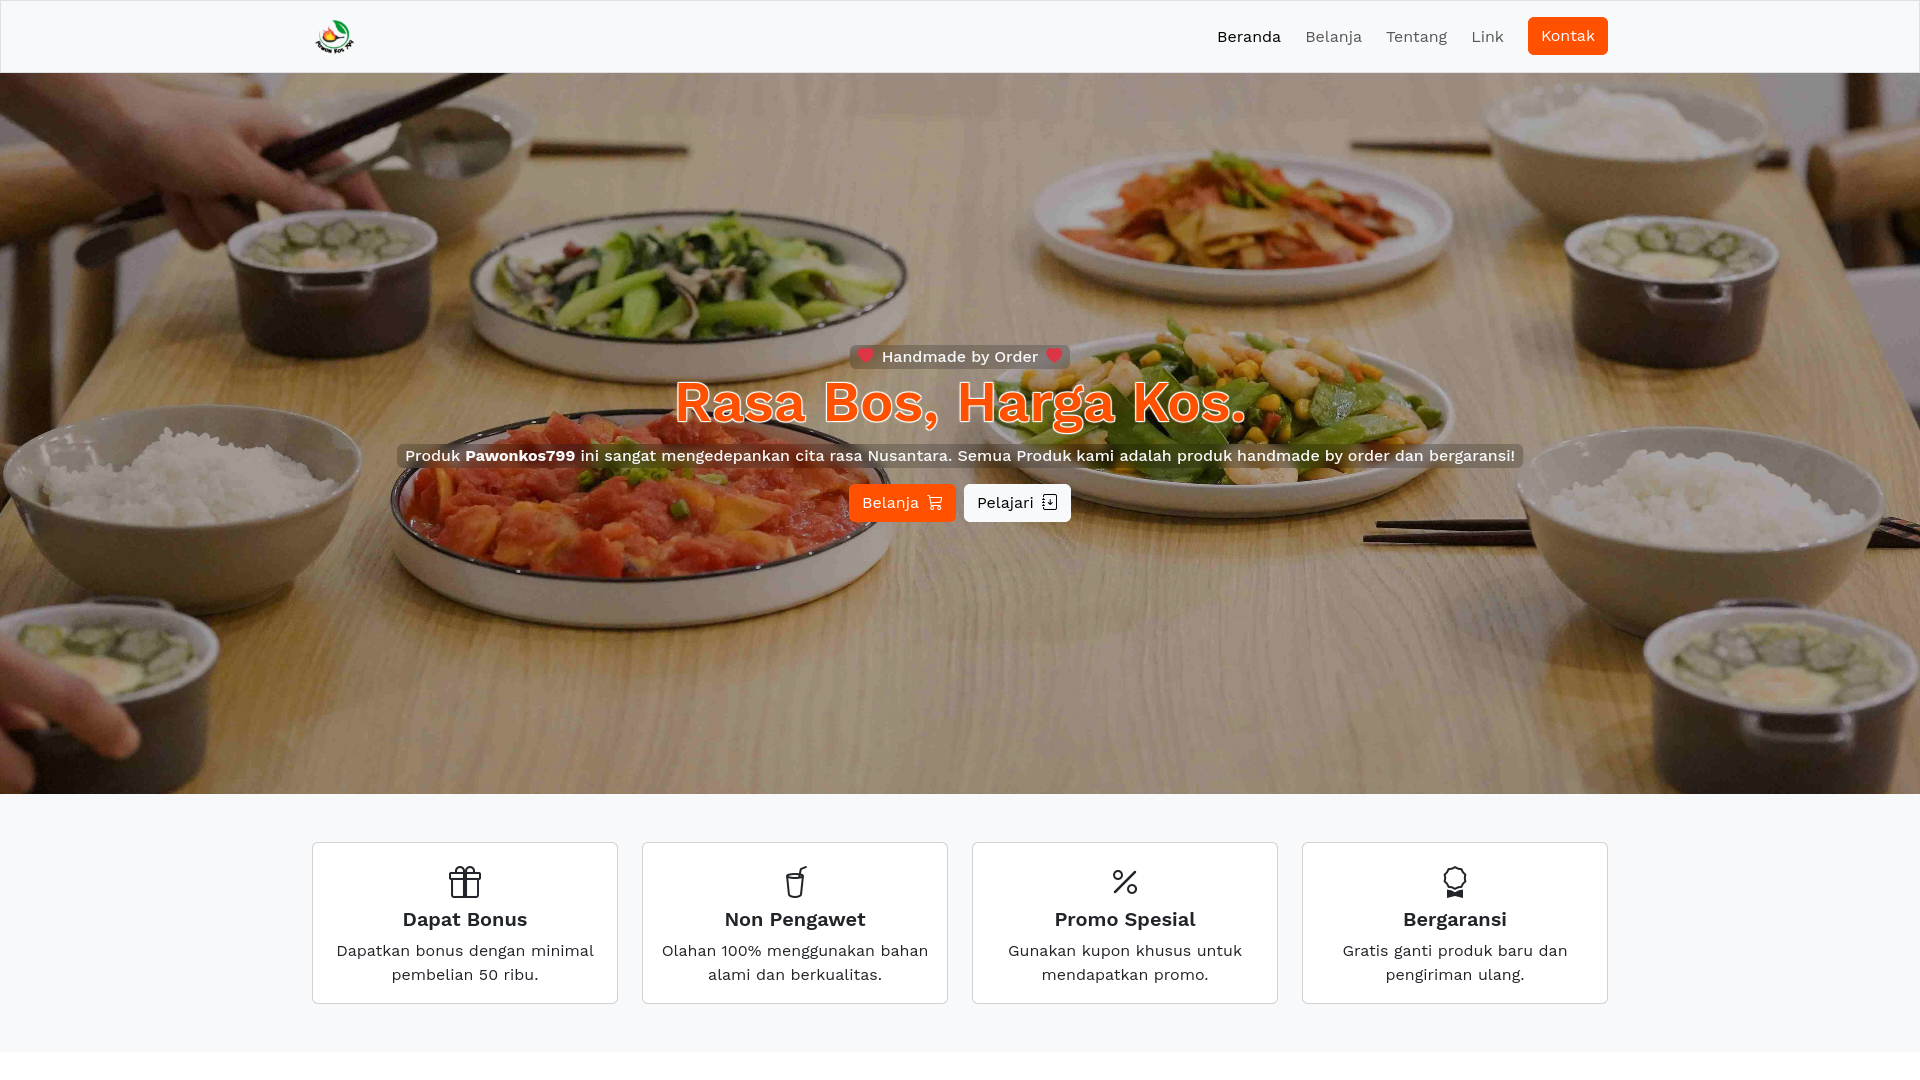 PAWON KOS 799
Beranda
Belanja
Tentang
Link
Kontak
Handmade by Order
Rasa Bos, Harga Kos.
Produk Pawonkos799 ini sangat mengedepankan cita rasa Nusantara. Semua Produk kami adalah produk handmade by order dan bergaransi!
Belanja
Pelajari
Dapat Bonus
Dapatkan bonus dengan minimal
pembelian 50 ribu.
Non Pengawet
Olahan 100% menggunakan bahan
alami dan berkualitas.
Promo Spesial
Gunakan kupon khusus untuk
mendapatkan promo.
Bergaransi
Gratis ganti produk baru dan
pengiriman ulang.